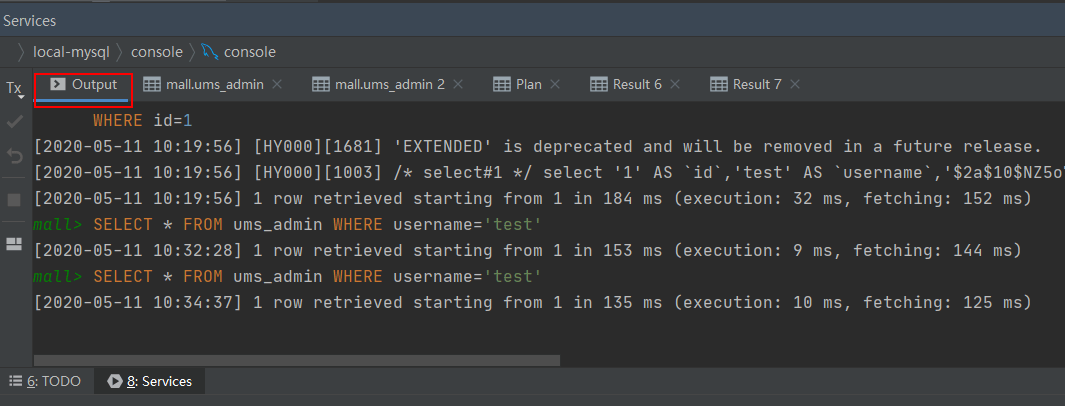 Services
local-mysql console console
Tx Output mall.ums_admin mall.ums_admin 2 Plan Result 6 Result 7
WHERE id=1
[2020-05-11 10:19:56] [HY000][1681] 'EXTENDED' is deprecated and will be removed in a future release.
[2020-05-11 10:19:56] [HY000][1003] /* select#1 */ select '1' AS `id`,'test' AS `username`,'$2a$10$NZ5o
[2020-05-11 10:19:56] 1 row retrieved starting from 1 in 184 ms (execution: 32 ms, fetching: 152 ms)
mall> SELECT * FROM ums_admin WHERE username='test'
[2020-05-11 10:32:28] 1 row retrieved starting from 1 in 153 ms (execution: 9 ms, fetching: 144 ms)
mall> SELECT * FROM ums_admin WHERE username='test'
[2020-05-11 10:34:37] 1 row retrieved starting from 1 in 135 ms (execution: 10 ms, fetching: 125 ms)
6: TODO 8: Services